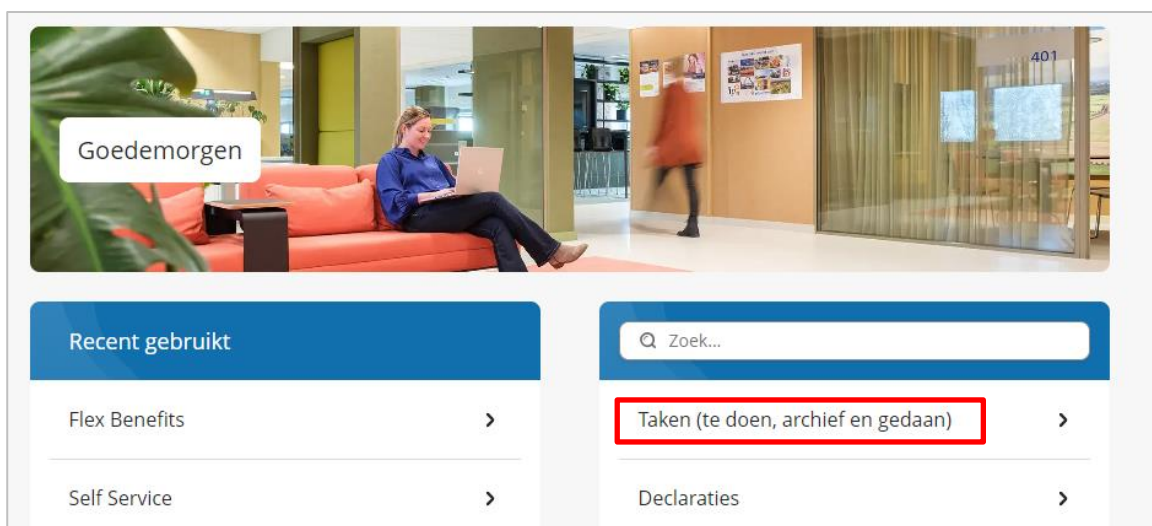 401
Goedemorgen
Recent gebruikt
Zoek...
Flex Benefits
Taken (te doen, archief en gedaan)
Self Service
Declaraties